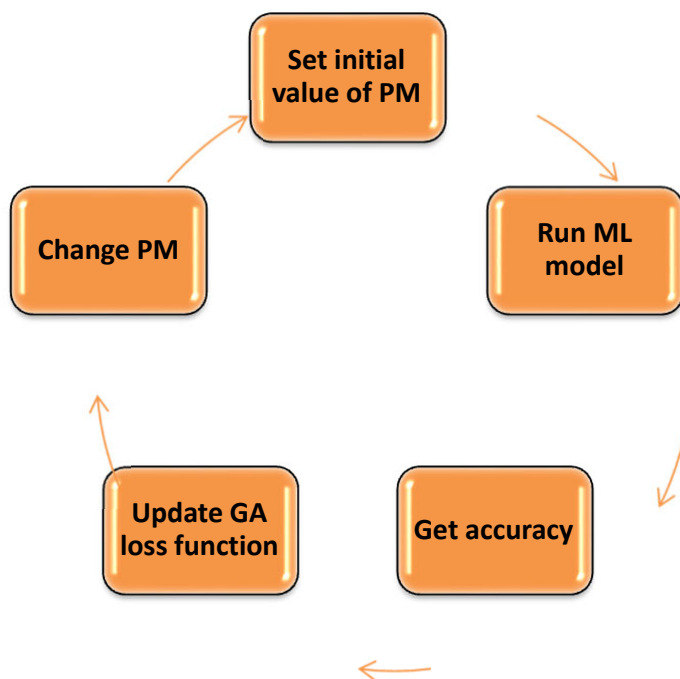 Set initial
value of PM
Run ML
model
Get accuracy
Update GA
loss function
Change PM